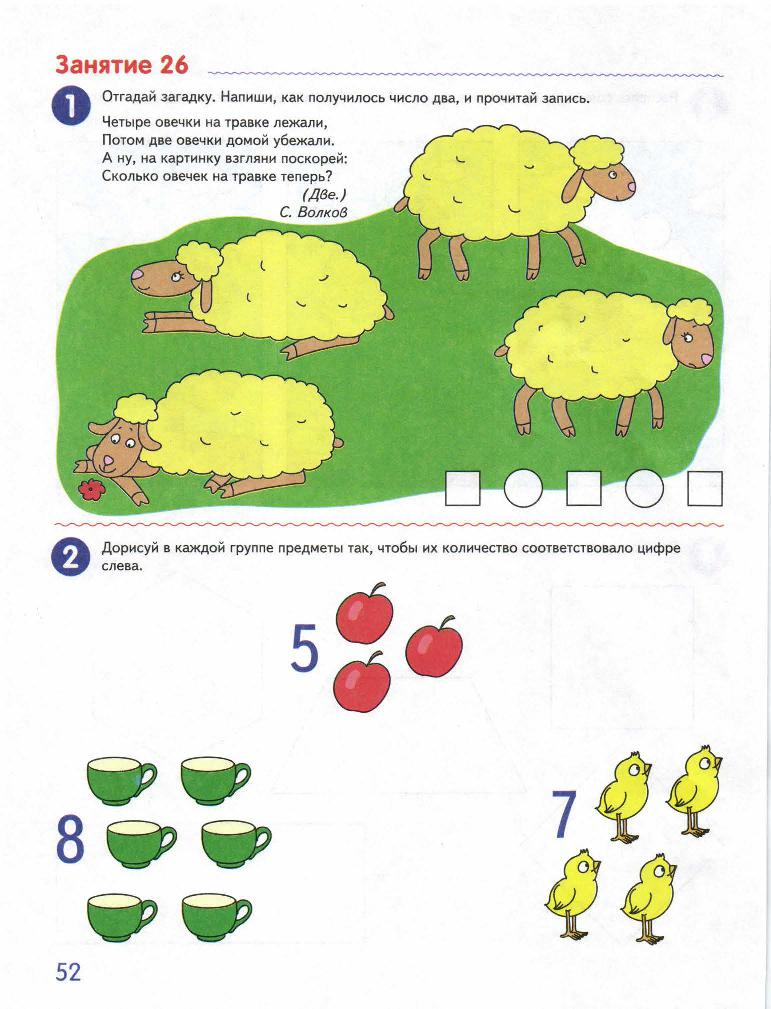 Занятие 26
1
Отгадай загадку. Напиши, как получилось число два, и прочитай запись.
Четыре овечки на травке лежали,
Потом две овечки домой убежали.
А ну, на картинку взгляни поскорей:
Сколько овечек на травке теперь?
(Две.)
С. Волков
2
Дорисуй в каждой группе предметы так, чтобы их количество соответствовало цифре
слева.
5
8
7
52